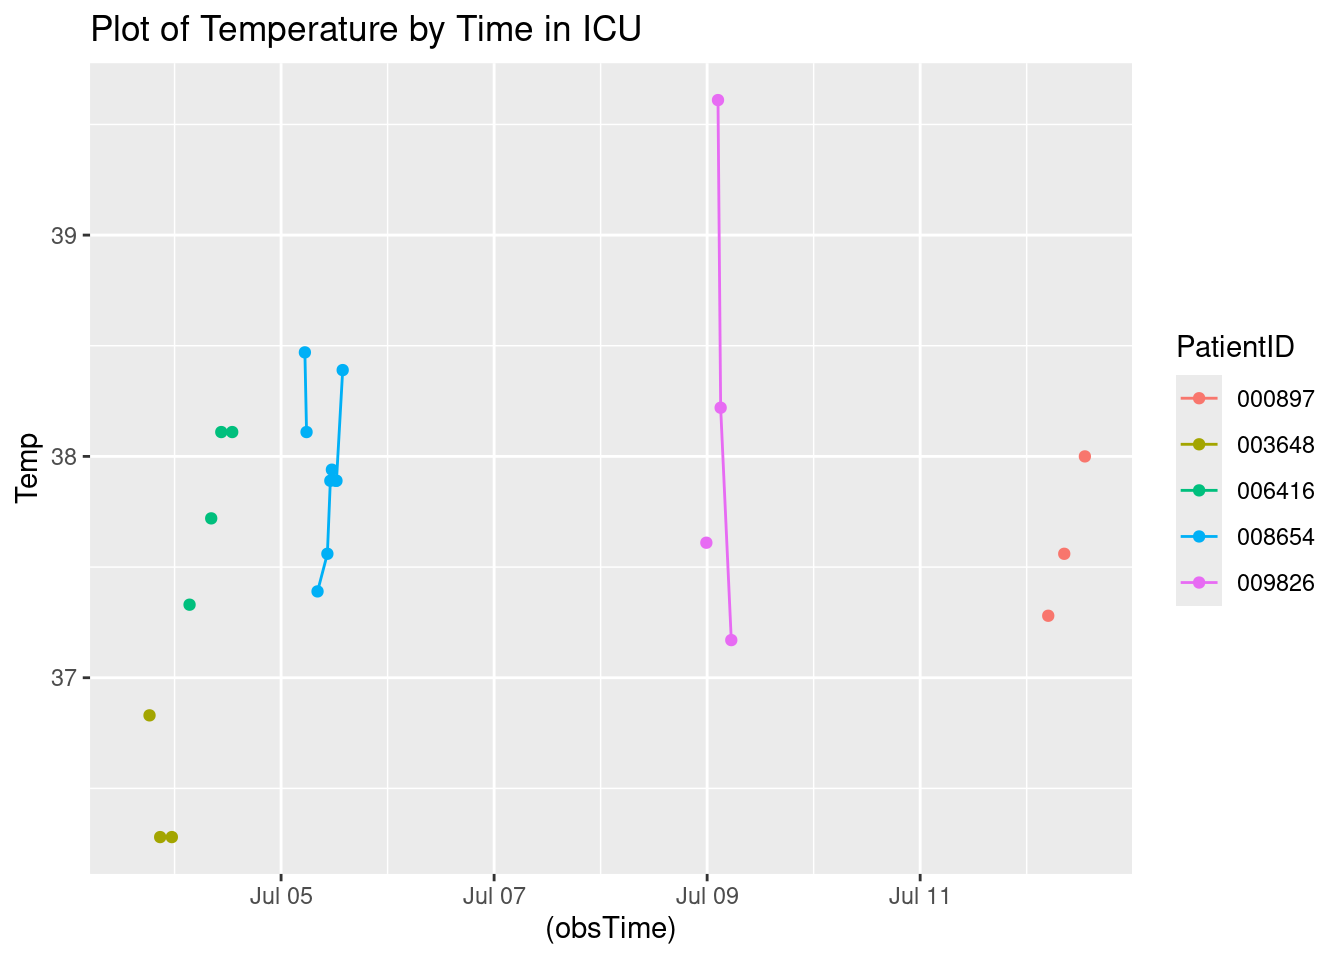 Plot of Temperature by Time in ICU
Temp
39
38
37
Jul 05 Jul 07 Jul 09 Jul 11
(obsTime)
PatientID
000897
003648
006416
008654
009826